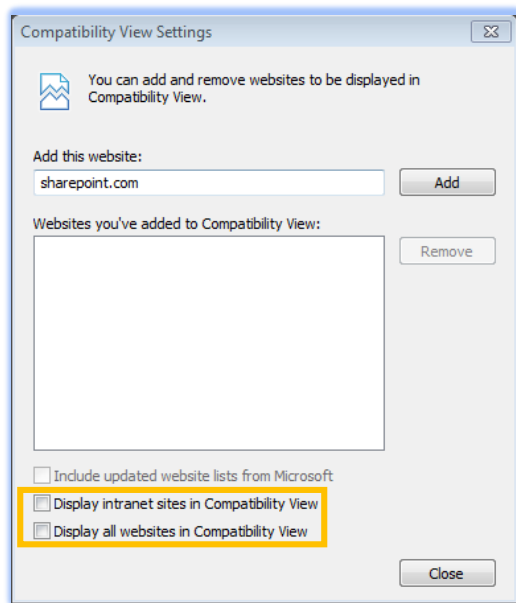 Compatibility View Settings
You can add and remove websites to be displayed in
Compatibility View.
Add this website:
sharepoint.com
Add
Websites you've added to Compatibility View:
Remove
Include updated website lists from Microsoft
Display intranet sites in Compatibility View
Display all websites in Compatibility View
Close